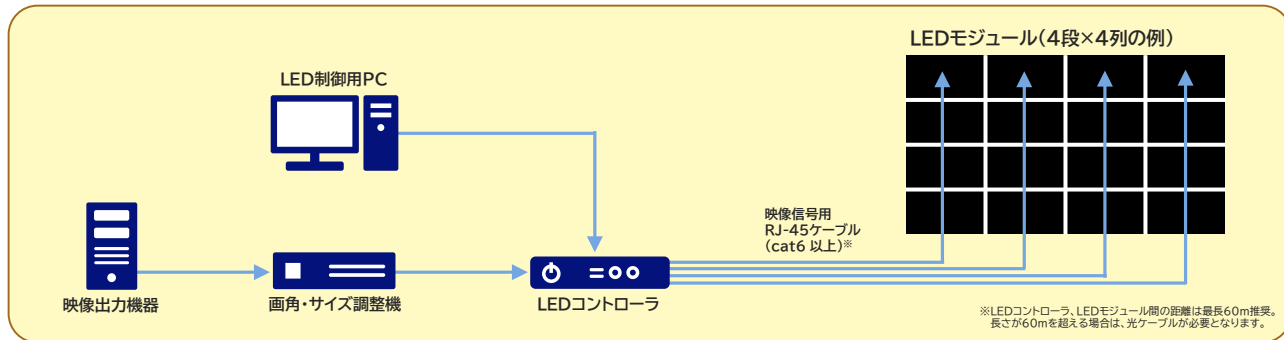 LEDモジュール(4段×4列の例)
LED制御用PC
映像信号用
RJ-45ケーブル
(cat6 以上)※
映像出力機器
画角・サイズ調整機
LEDコントローラ
※LEDコントローラ、LEDモジュール間の距離は最長60m推奨。
長さが60mを超える場合は、光ケーブルが必要となります。